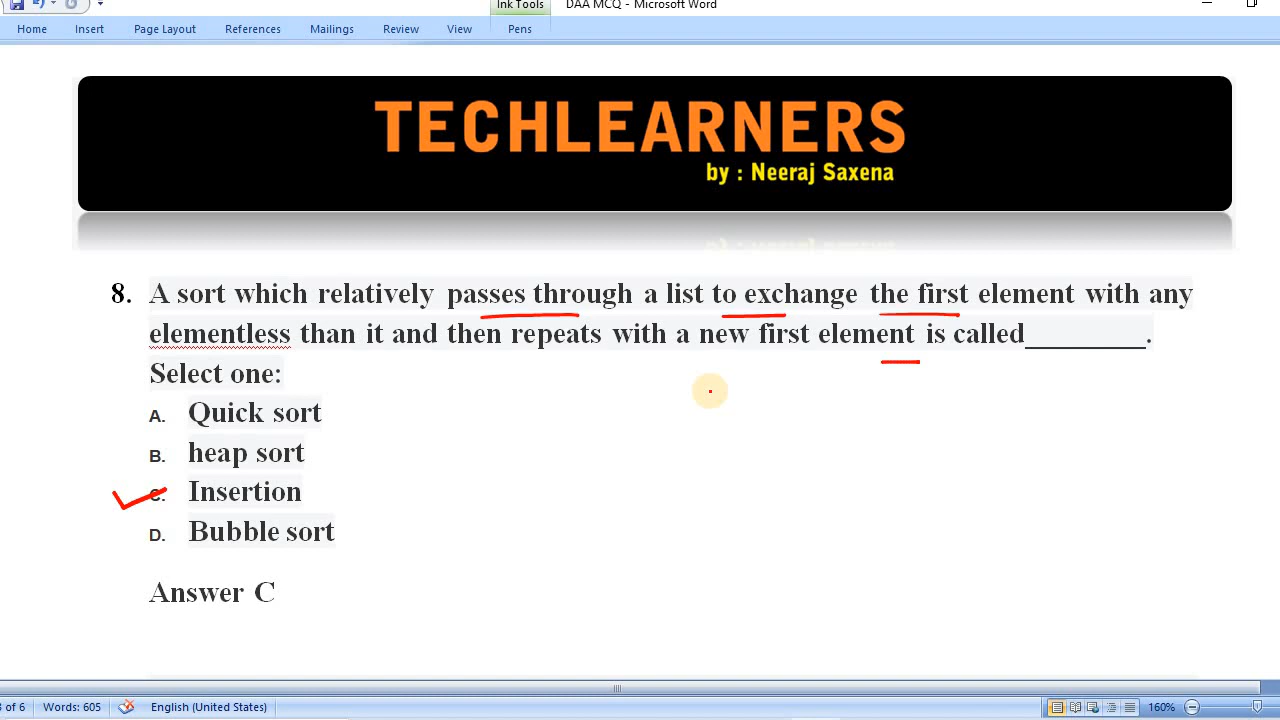 Ink Tools
DAA MCQ - Microsoft Word
Home Insert Page Layout References Mailings Review View Pens
TECHLEARNERS
by : Neeraj Saxena
8. A sort which relatively passes through a list to exchange the first element with any
elementless than it and then repeats with a new first element is called_________.
Select one:
A. Quick sort
B. heap sort
C. Insertion
D. Bubble sort
Answer C
of 6 Words: 605 English (United States) 160%